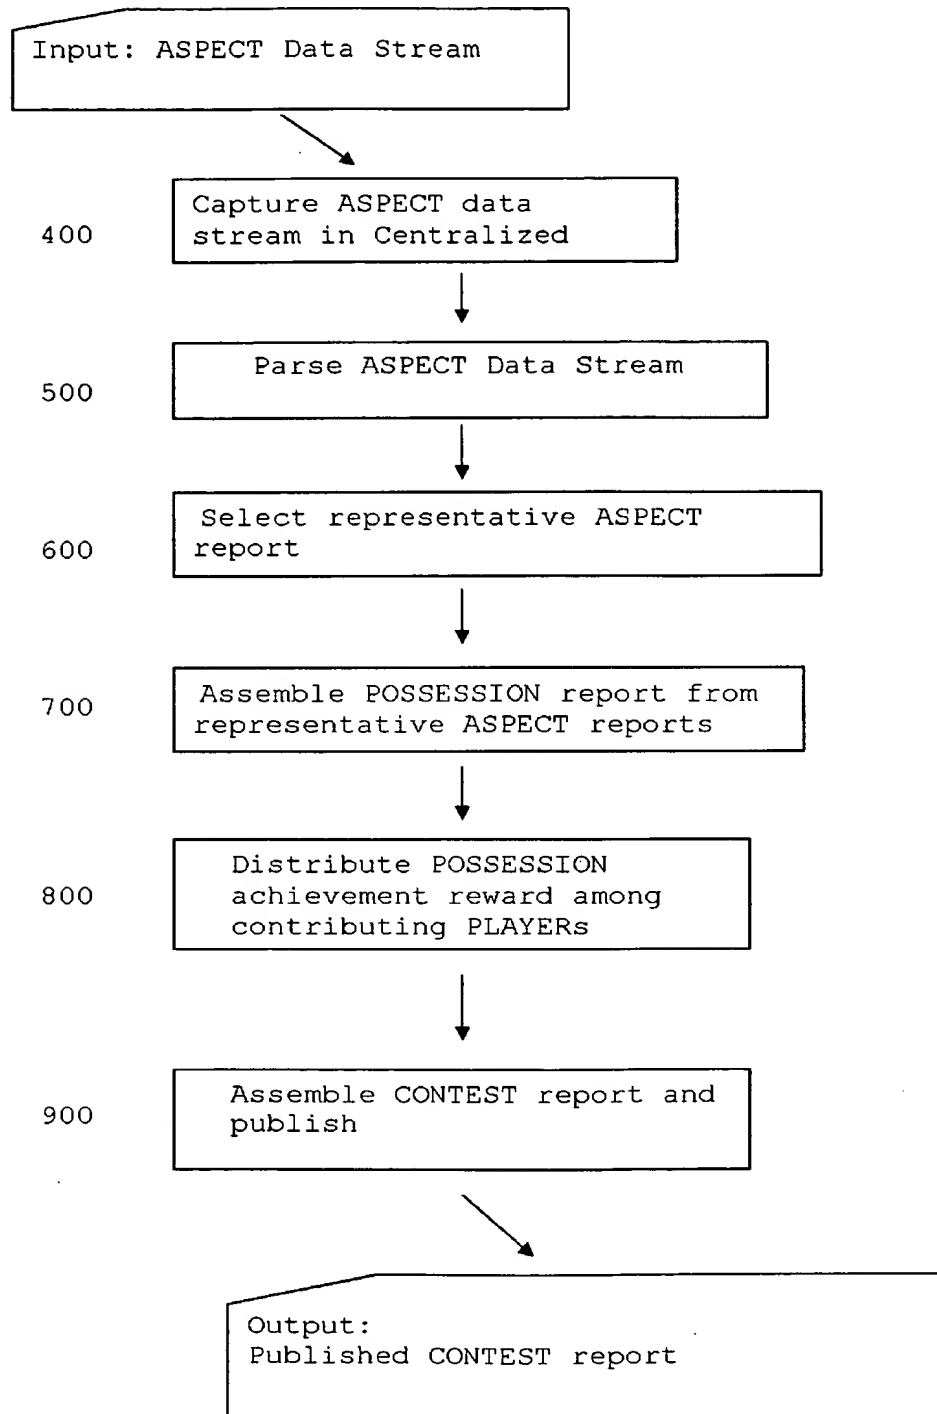 Input: ASPECT Data Stream
Capture ASPECT data
400
stream in Centralized
Parse ASPECT Data Stream
500
Select representative ASPECT
600
report
Assemble POSSESSION report from
700
representative ASPECT reports
Distribute POSSESSION
800
achievement reward among
contributing PLAYERs
Assemble CONTEST report and
900
publish
Output:
Published CONTEST report